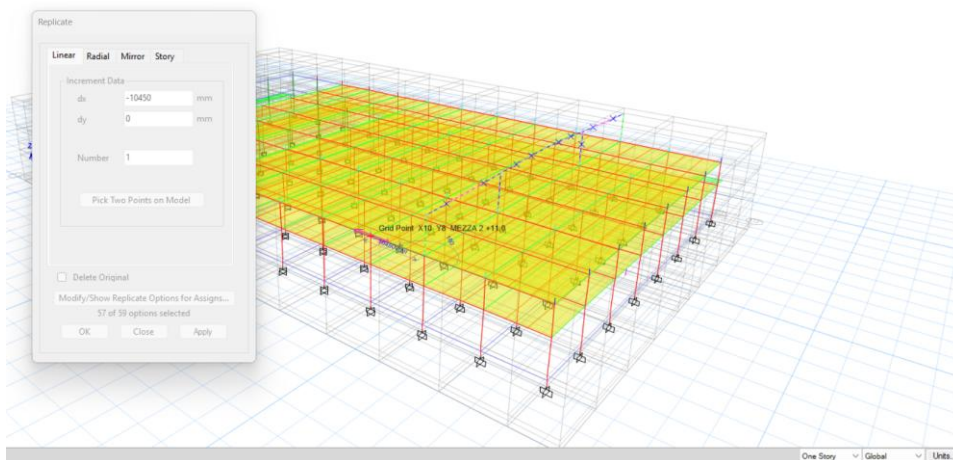 Replicate
Linear Radial Mirror Story
Increment Data
dx -10450 mm
dy 0 mm
Number 1
Pick Two Points on Model
Delete Original
Modify/Show Replicate Options for Assigns...
57 of 59 options selected
OK Close Apply
Grid Point X10 Y8 MEZZA 2 +11.0
One Story Global Units...